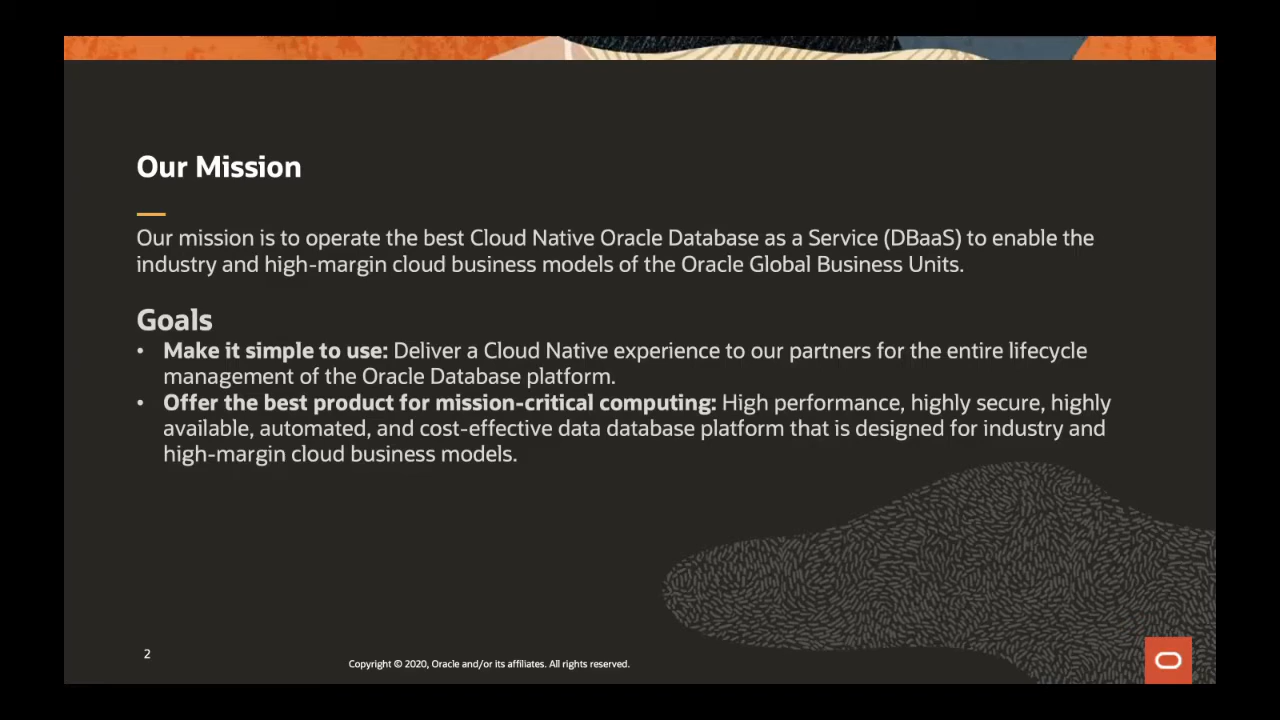 Our Mission
Our mission is to operate the best Cloud Native Oracle Database as a Service (DBaaS) to enable the
industry and high-margin cloud business models of the Oracle Global Business Units.
Goals
• Make it simple to use: Deliver a Cloud Native experience to our partners for the entire lifecycle
management of the Oracle Database platform.
• Offer the best product for mission-critical computing: High performance, highly secure, highly
available, automated, and cost-effective data database platform that is designed for industry and
high-margin cloud business models.
2
Copyright © 2020, Oracle and/or its affiliates. All rights reserved.